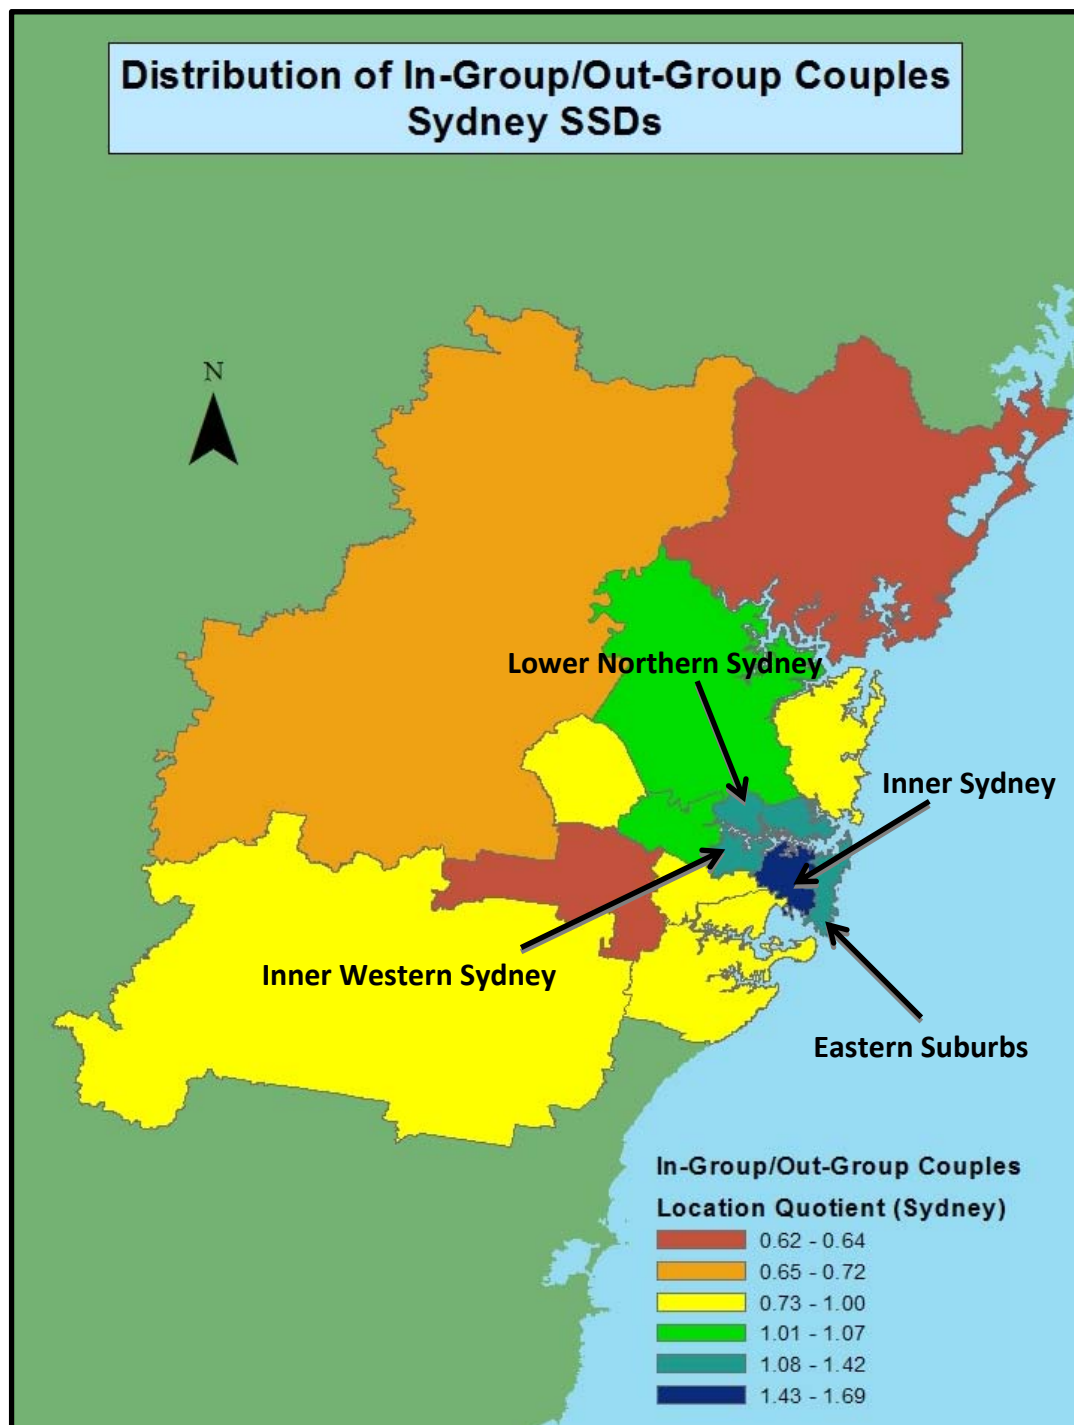 Distribution of In-Group/Out-Group Couples
Sydney SSDs
N
Lower Northern Sydney
Inner Sydney
Inner Western Sydney
Eastern Suburbs
In-Group/Out-Group Couples
Location Quotient (Sydney)
0.62 - 0.64
0.65 - 0.72
0.73 - 1.00
1.01 - 1.07
1.08 - 1.42
1.43 - 1.69